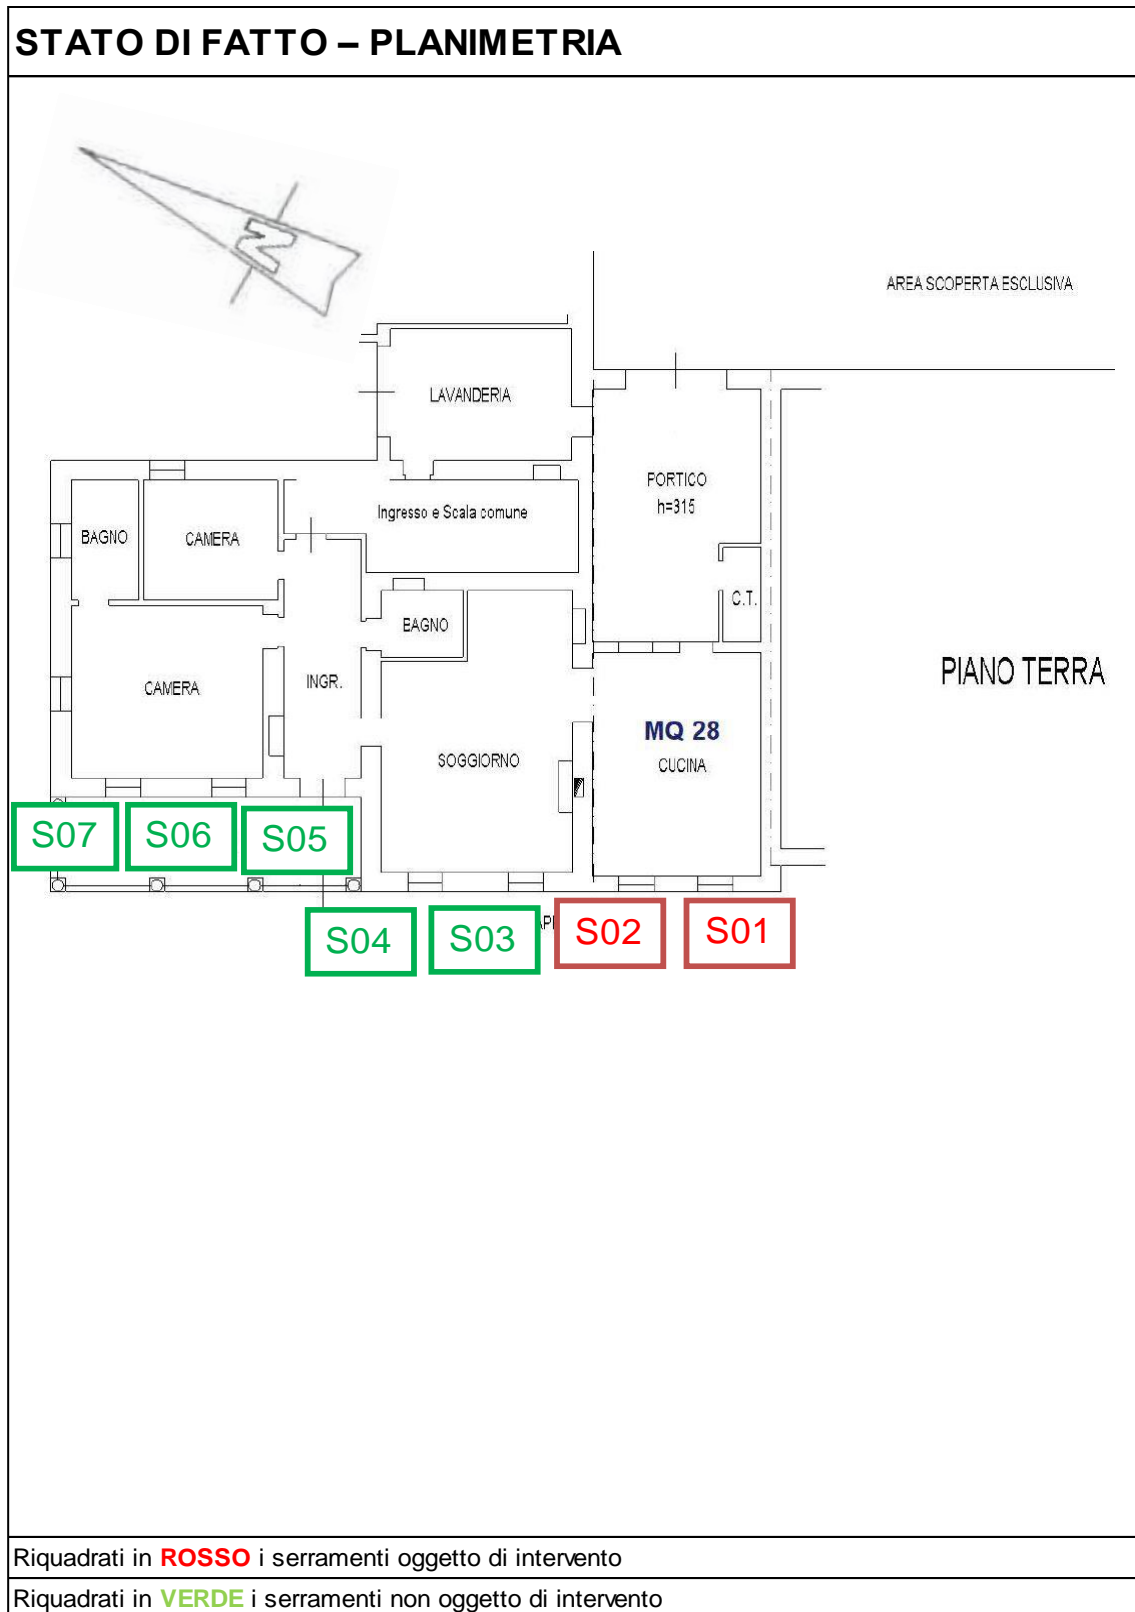 STATO DI FATTO – PLANIMETRIA
N
AREA SCOPERTA ESCLUSIVA
LAVANDERIA
PORTICO
h=315
Ingresso e Scala comune
BAGNO
CAMERA
C.T.
BAGNO
PIANO TERRA
CAMERA
INGR.
MQ 28
SOGGIORNO
CUCINA
S07
S06
S05
S04
S03
S02
S01
Riquadrati in ROSSO i serramenti oggetto di intervento
Riquadrati in VERDE i serramenti non oggetto di intervento